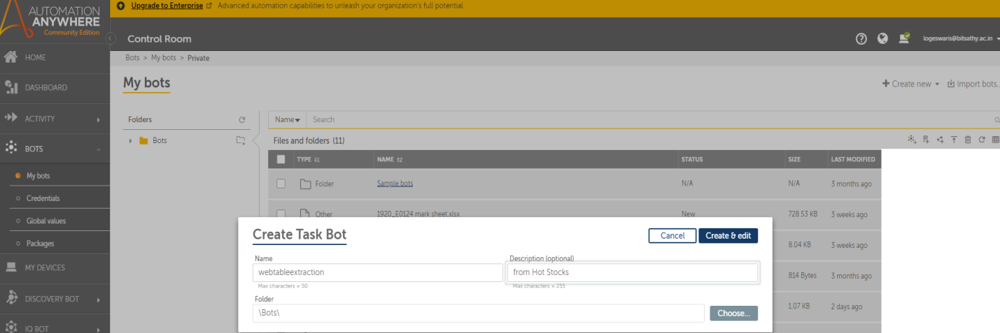 AUTOMATION
ANYWHERE
Community Edition
Upgrade to Enterprise Advanced automation capabilities to unleash your organization's full potential.
Control Room
logeswaris@bitsathy.ac.in
Bots > My bots > Private
My bots
Create new
Import bots...
HOME
DASHBOARD
ACTIVITY
BOTS
My bots
Credentials
Global values
Packages
MY DEVICES
DISCOVERY BOT
IQ BOT
Folders
Bots
Name Search
Files and folders (11)
TYPE NAME STATUS SIZE LAST MODIFIED
Folder Sample bots N/A N/A 3 months ago
Other 1920_E0124 mark sheet.xlsx New 728.53 KB 3 weeks ago
8.04 KB 3 weeks ago
814 Bytes 3 months ago
1.07 KB 2 days ago
Create Task Bot
Cancel
Create & edit
Name Description (optional)
webtableextraction from Hot Stocks
Max characters = 50 Max characters = 255
Folder
\Bots\ Choose...